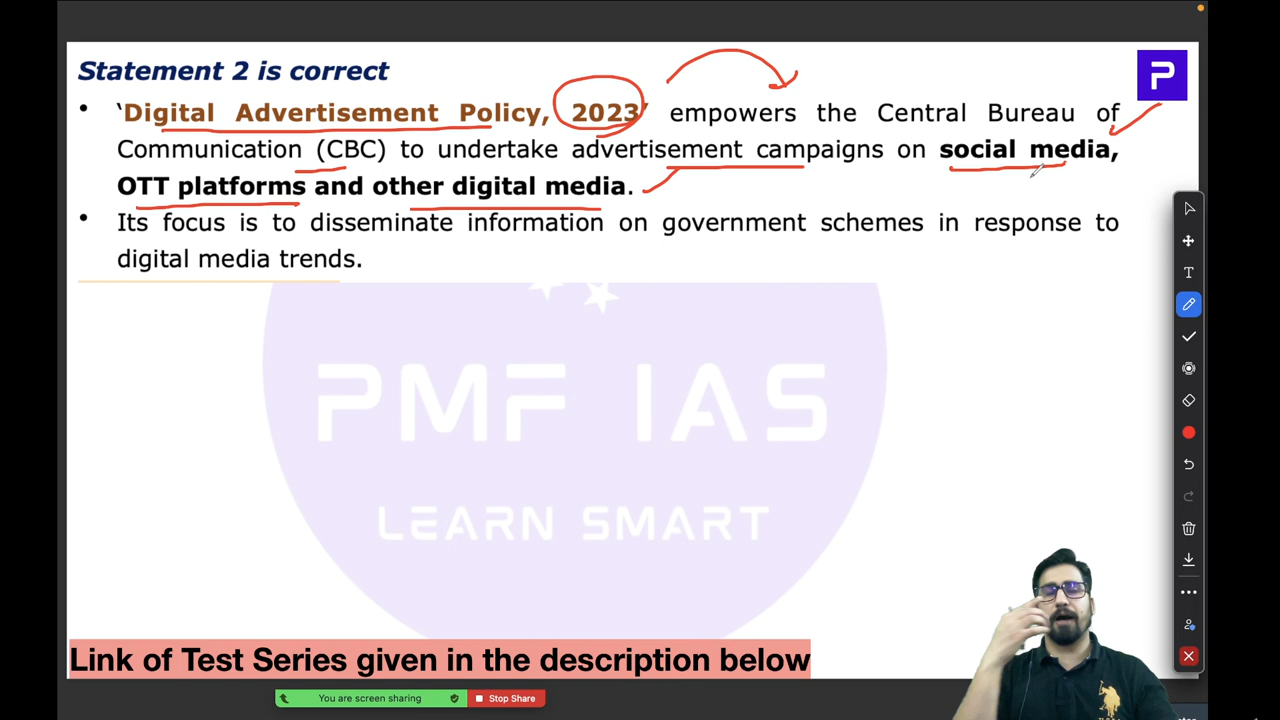 Statement 2 is correct
• ‘Digital Advertisement Policy, 2023’ empowers the Central Bureau of
Communication (CBC) to undertake advertisement campaigns on social media,
OTT platforms and other digital media.
• Its focus is to disseminate information on government schemes in response to
digital media trends.
PMF IAS
LEARN SMART
Link of Test Series given in the description below
You are screen sharing
Stop Share